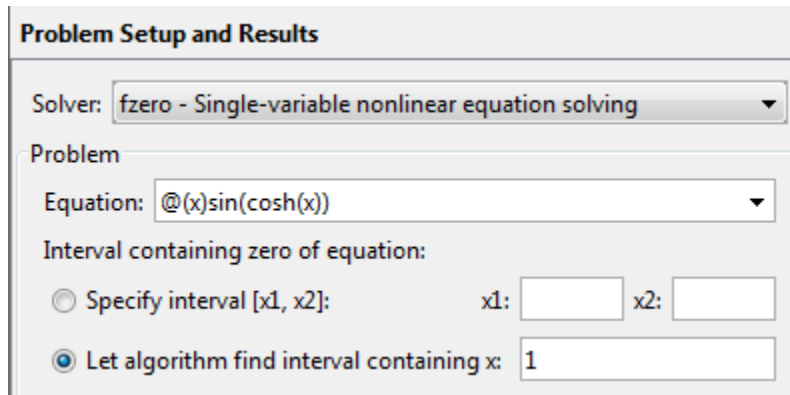 Problem Setup and Results
Solver: fzero - Single-variable nonlinear equation solving
Problem
Equation: @(x)sin(cosh(x))
Interval containing zero of equation:
Specify interval [x1, x2]: x1: x2:
Let algorithm find interval containing x: 1